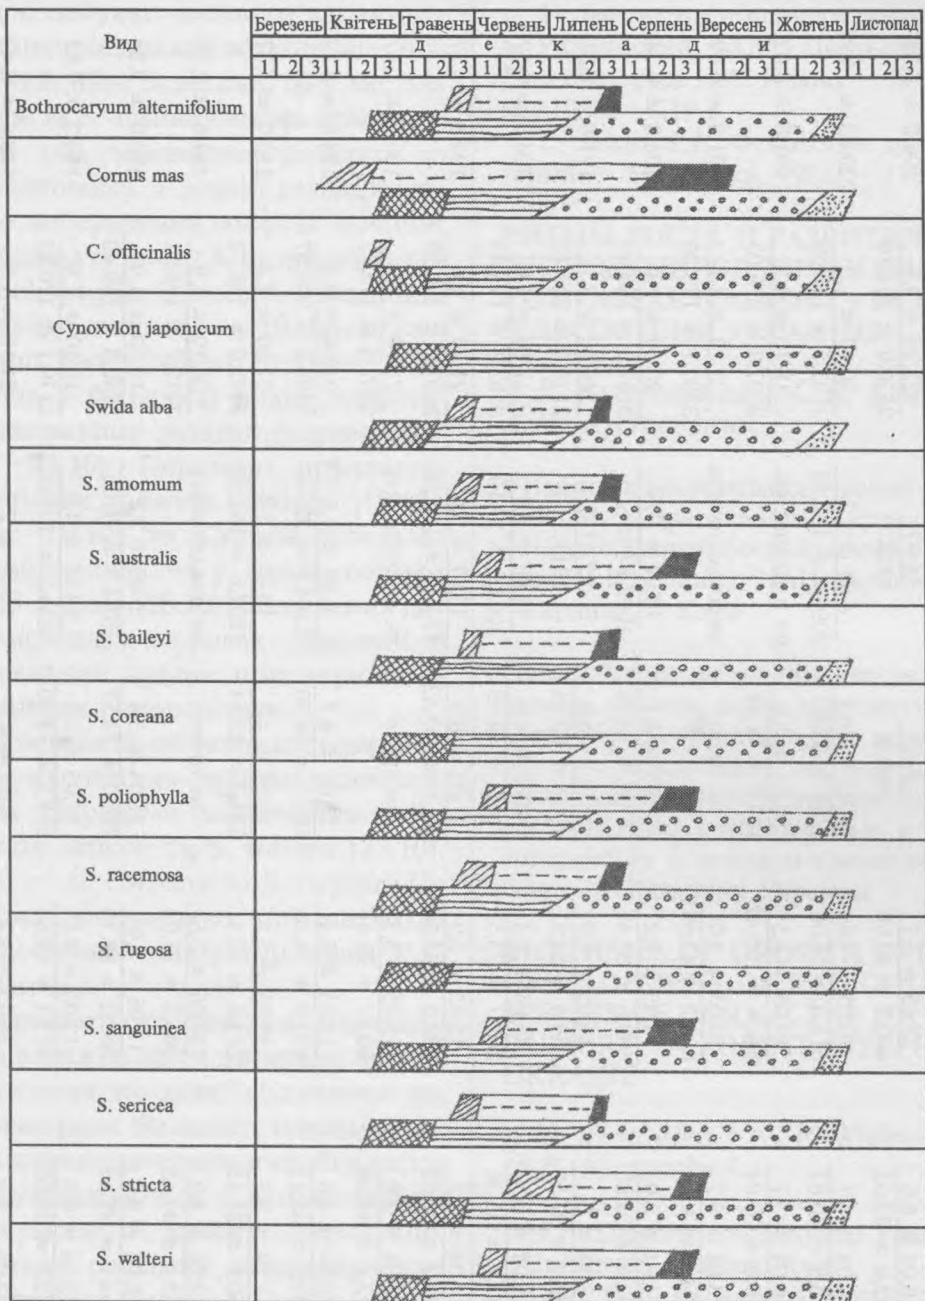 Вид
Березень Квітень Травень Червень Липень Серпень Вересень Жовтень Листопад
Д е к а д и
1 2 3 1 2 3 1 2 3 1 2 3 1 2 3 1 2 3 1 2 3 1 2 3 1 2 3
Bothrocaryum alternifolium
Cornus mas
C. officinalis
Cynoxylon japonicum
Swida alba
S. amomum
S. australis
S. baileyi
S. coreana
S. poliophylla
S. racemosa
S. rugosa
S. sanguinea
S. sericea
S. stricta
S. walteri